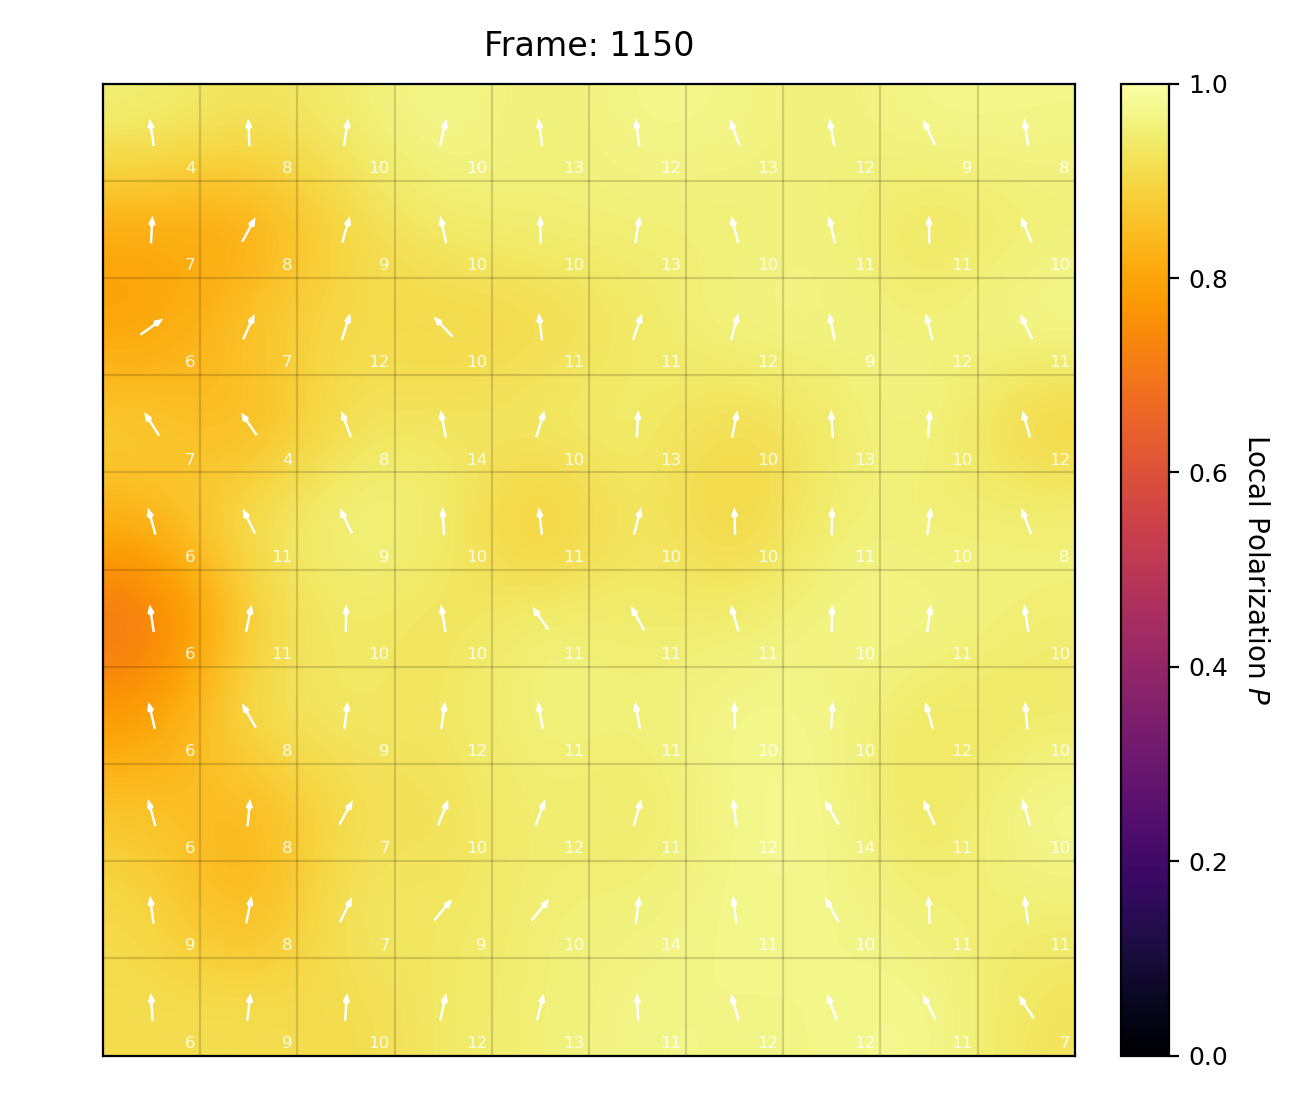 Frame: 1150
4 8 10 10 13 12 13 12 9 8
7 8 9 10 10 13 10 11 11 10
6 7 12 10 11 11 12 9 12 11
7 4 8 14 10 13 10 13 10 12
6 11 9 10 11 10 10 11 10 8
6 11 10 10 11 11 11 10 11 10
6 8 9 12 11 11 10 10 12 10
6 8 7 10 12 11 12 14 11 10
9 8 7 9 10 14 11 10 11 11
6 9 10 12 13 11 12 12 11 7
1.0
0.8
0.6
0.4
0.2
0.0
Local Polarization P